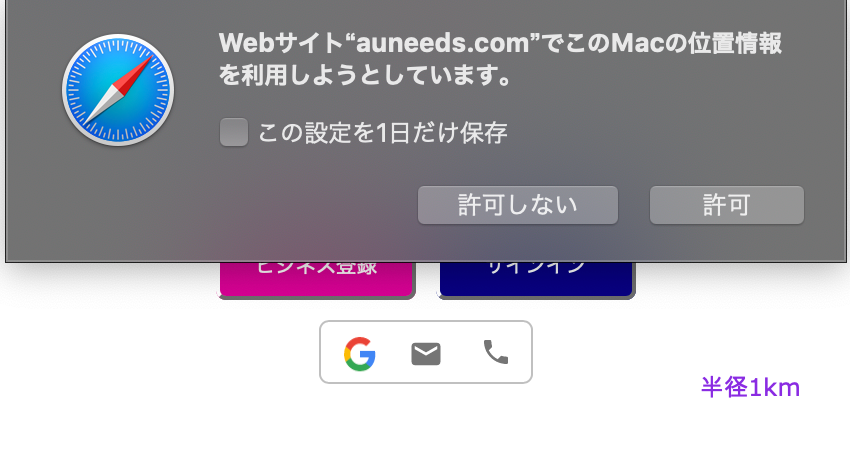 Webサイト“auneeds.com”でこのMacの位置情報
を利用しようとしています。
この設定を1日だけ保存
許可しない
許可
ビジネス登録
サインイン
半径1km